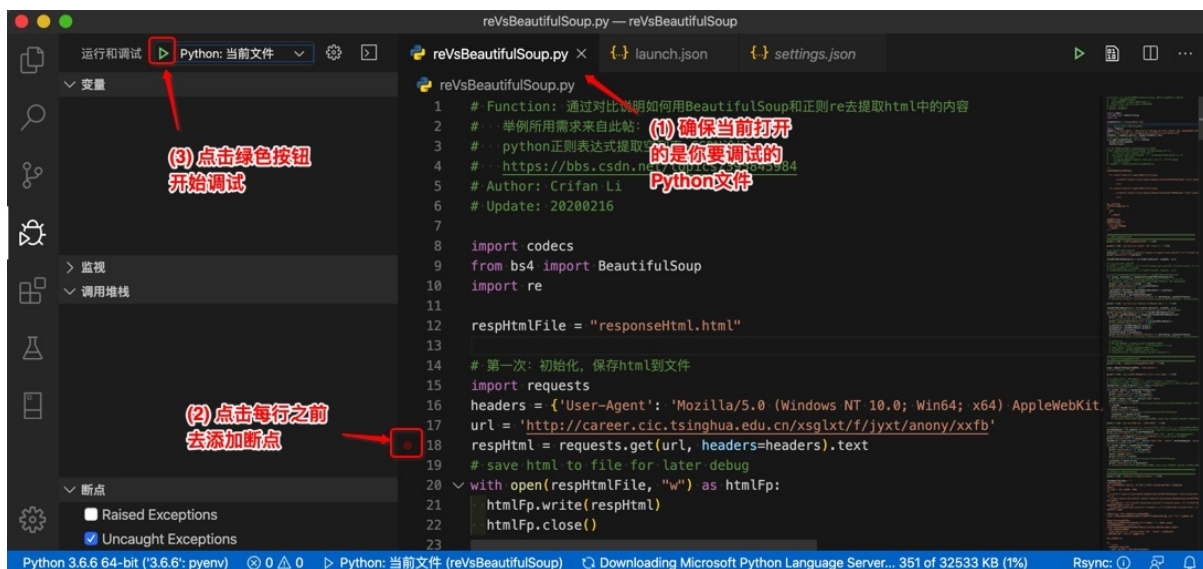 reVsBeautifulSoup.py — reVsBeautifulSoup
运行和调试 Python: 当前文件
reVsBeautifulSoup.py launch.json settings.json
变量
监视
调用堆栈
断点
Raised Exceptions
Uncaught Exceptions
(3) 点击绿色按钮
开始调试
(2) 点击每行之前
去添加断点
(1) 确保当前打开
的是你要调试的
Python文件
reVsBeautifulSoup.py
1 # Function: 通过对比说明如何用BeautifulSoup和正则re去提取html中的内容
2 # 举例所用需求来自此帖:
3 # python正则表达式提取
4 # https://bbs.csdn.net/
5 # Author: Crifan Li
6 # Update: 20200216
7
8 import codecs
9 from bs4 import BeautifulSoup
10 import re
11
12 respHtmlFile = "responseHtml.html"
13
14 # 第一次: 初始化, 保存html到文件
15 import requests
16 headers = {'User-Agent': 'Mozilla/5.0 (Windows NT 10.0; Win64; x64) AppleWebKit
17 url = 'http://career.cic.tsinghua.edu.cn/xsglxt/f/jyxt/anony/xxfb'
18 respHtml = requests.get(url, headers=headers).text
19 # save html to file for later debug
20 with open(respHtmlFile, "w") as htmlFp:
21 htmlFp.write(respHtml)
22 htmlFp.close()
23
Python 3.6.6 64-bit ('3.6.6': pyenv) 0 0 Python: 当前文件 (reVsBeautifulSoup) Downloading Microsoft Python Language Server... 351 of 32533 KB (1%) Rsync: